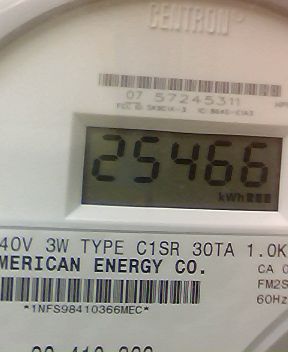 CENTRON®
07 57245311
25466
kWh
40V 3W TYPE C1SR 30TA 1.0K
MERICAN ENERGY CO.
CA 0
FM2S
60Hz
*1NFS98410366MEC*